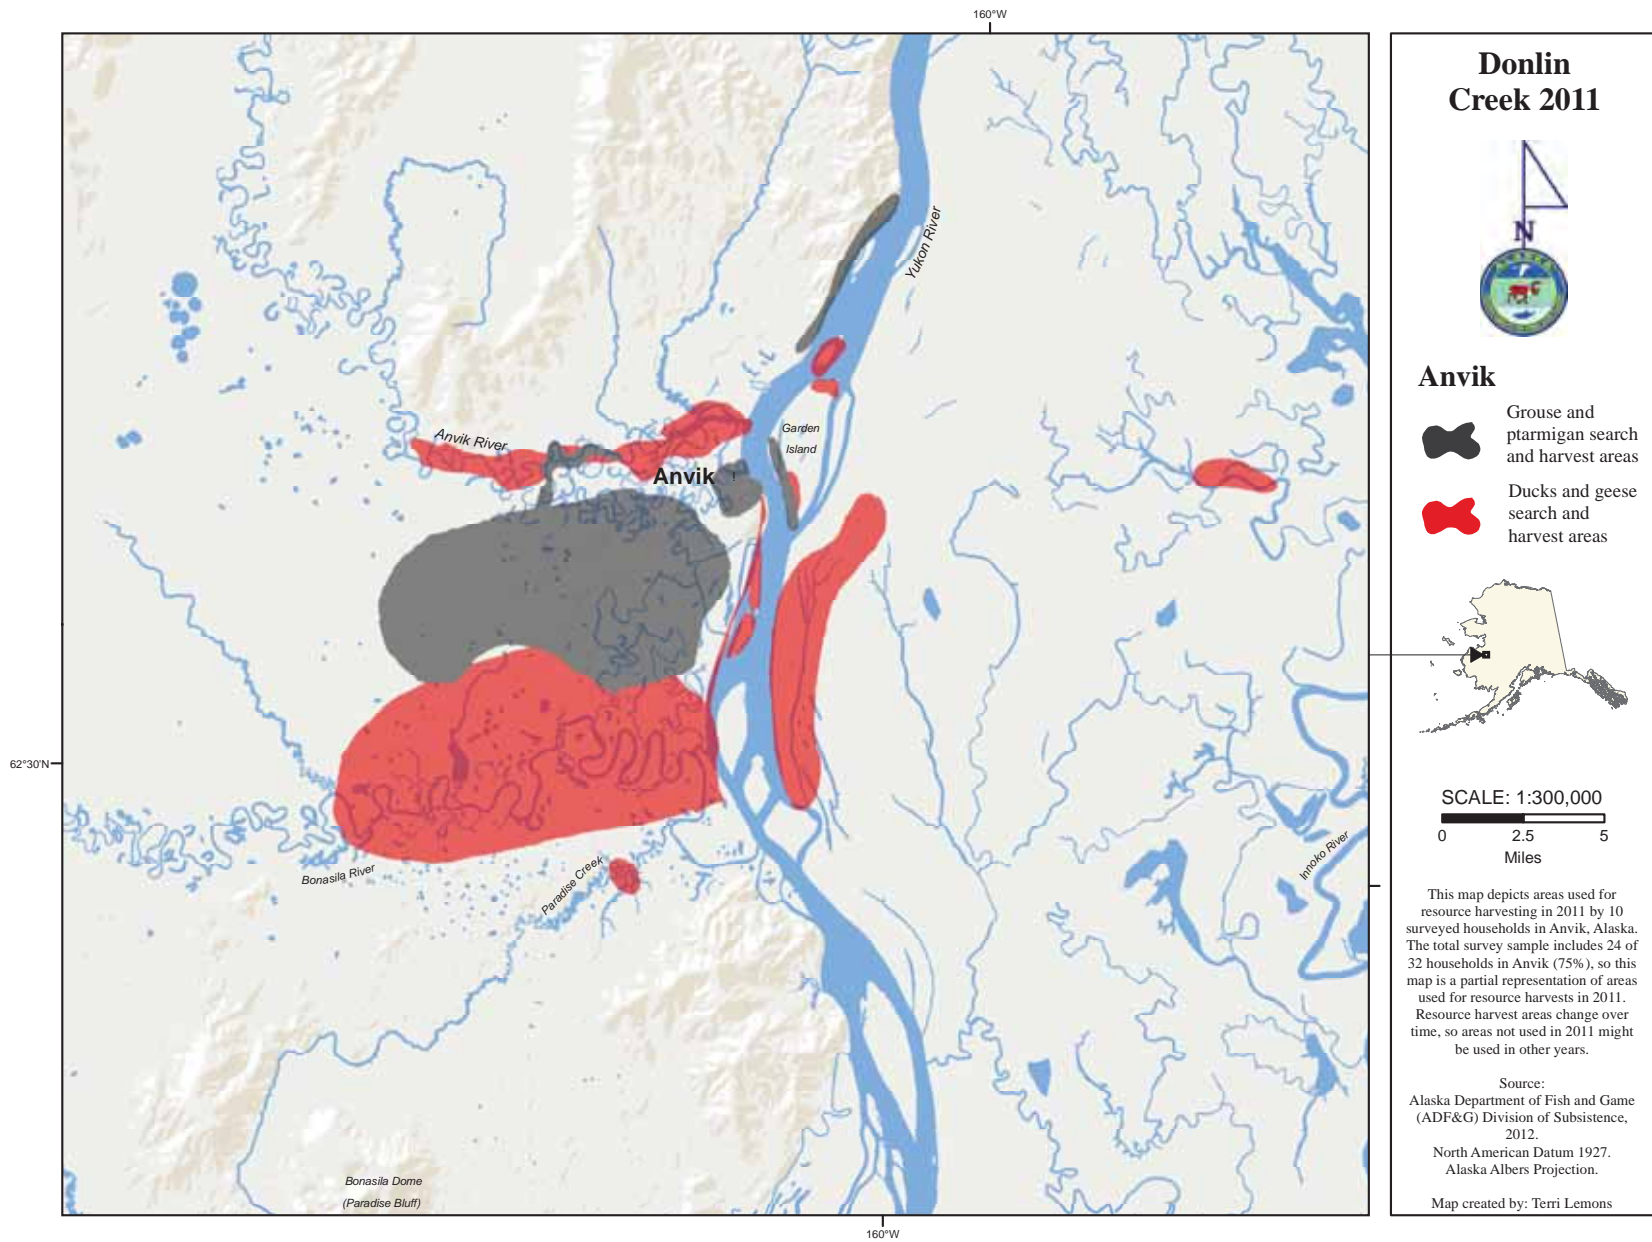 160°W
Yukon River
Garden
Island
Anvik River
Anvik
62°30'N
Bonasila River
Paradise Creek
Innoko River
Bonasila Dome
(Paradise Bluff)
160°W
Donlin
Creek 2011
N
Anvik
Grouse and
ptarmigan search
and harvest areas
Ducks and geese
search and
harvest areas
SCALE: 1:300,000
0 2.5 5
Miles
This map depicts areas used for
resource harvesting in 2011 by 10
surveyed households in Anvik, Alaska.
The total survey sample includes 24 of
32 households in Anvik (75%), so this
map is a partial representation of areas
used for resource harvests in 2011.
Resource harvest areas change over
time, so areas not used in 2011 might
be used in other years.
Source:
Alaska Department of Fish and Game
(ADF&G) Division of Subsistence,
2012.
North American Datum 1927.
Alaska Albers Projection.
Map created by: Terri Lemons